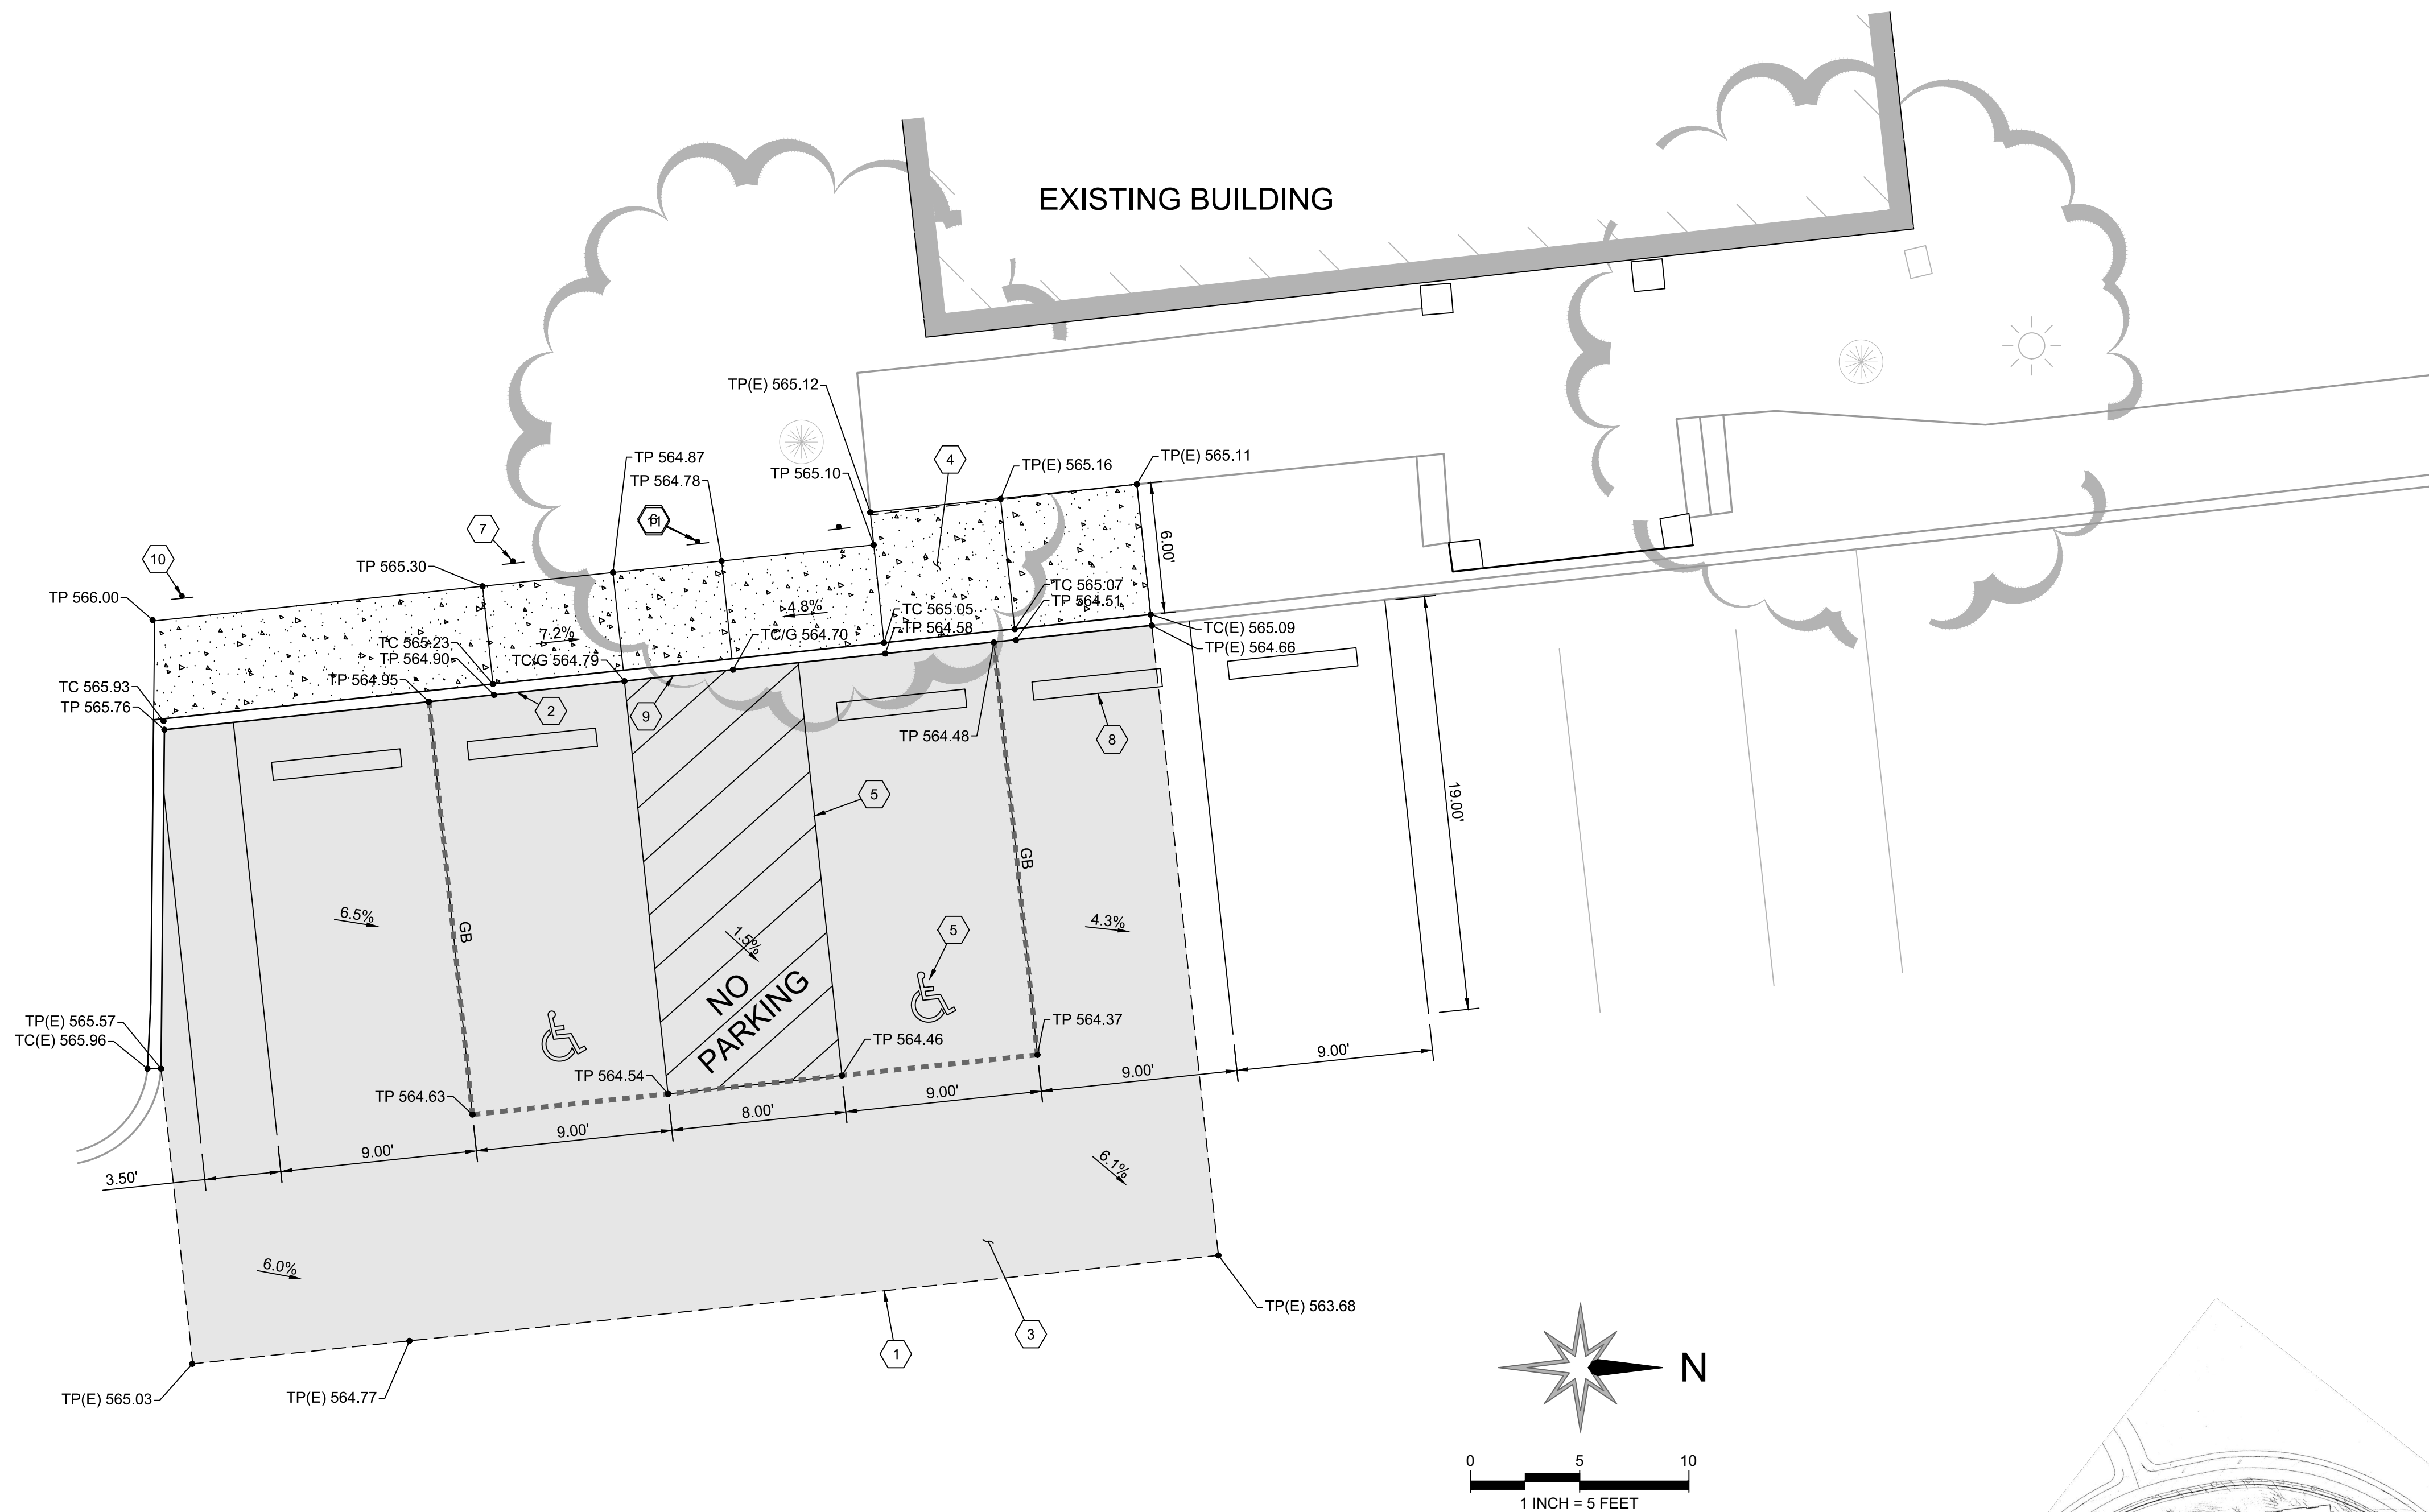 EXISTING BUILDING
TP(E) 565.12
TP 564.87
TP(E) 565.16
TP(E) 565.11
4
TP 564.78
TP 565.10
7
6.00'
10
TP 565.30
TC 565.07
TP 566.00
TP 564.51
4.8%
TC 565.05
7.2%
TP 564.58
TC(E) 565.09
TC 565.23
TC/G 564.70
TP 564.90
TC/G 564.79
TP(E) 564.66
TP 564.95
TC 565.93
TP 565.76
2
9
TP 564.48
8
5
19.00'
GB
6.5%
GB
1.5%
4.3%
5
NO
PARKING
TP(E) 565.57
TC(E) 565.96
TP 564.37
TP 564.46
TP 564.54
TP 564.63
9.00'
9.00'
9.00'
8.00'
9.00'
9.00'
3.50'
6.1%
6.0%
TP(E) 563.68
3
1
TP(E) 565.03
TP(E) 564.77
N
0 5 10
1 INCH = 5 FEET